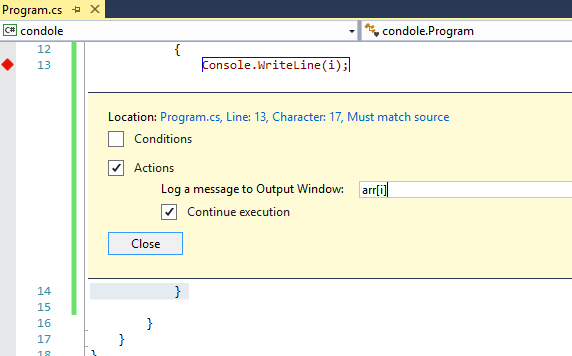 Program.cs
C# condole
condole.Program
12 {
13 Console.WriteLine(i);
Location: Program.cs, Line: 13, Character: 17, Must match source
Conditions
Actions
Log a message to Output Window: arr[i]
Continue execution
Close
14 }
15
16 }
17 }
18 }